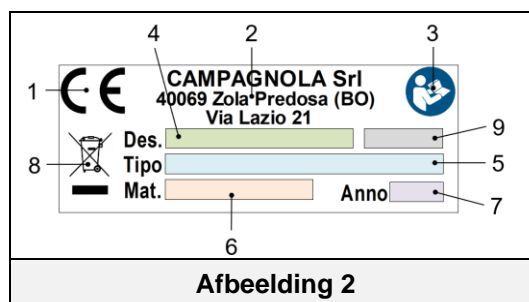 4 2 3
1 CE CAMPAGNOLA Srl
40069 Zola Predosa (BO)
Via Lazio 21
Des. 9
8 Tipo 5
Mat. Anno 7
6
Afbeelding 2